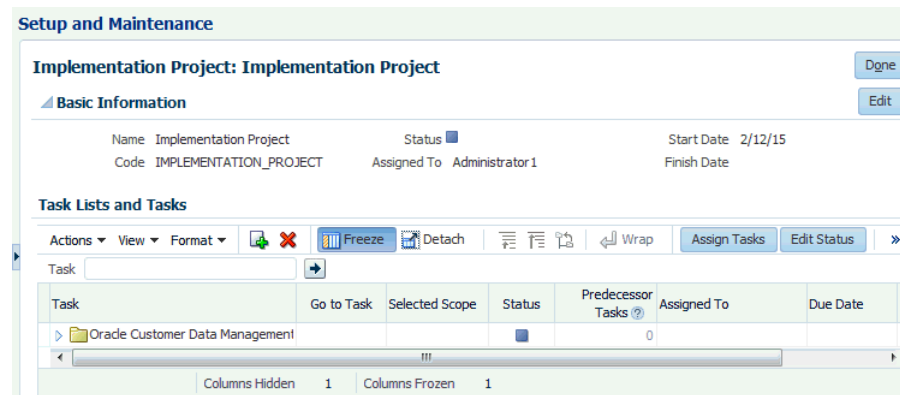 Setup and Maintenance
Implementation Project: Implementation Project
Done
Basic Information
Edit
Name Implementation Project Status Start Date 2/12/15
Code IMPLEMENTATION_PROJECT Assigned To Administrator1 Finish Date
Task Lists and Tasks
Actions View Format Freeze Detach Wrap Assign Tasks Edit Status »
Task
Task Go to Task Selected Scope Status Predecessor Tasks Assigned To Due Date
Oracle Customer Data Management 0
Columns Hidden 1 Columns Frozen 1